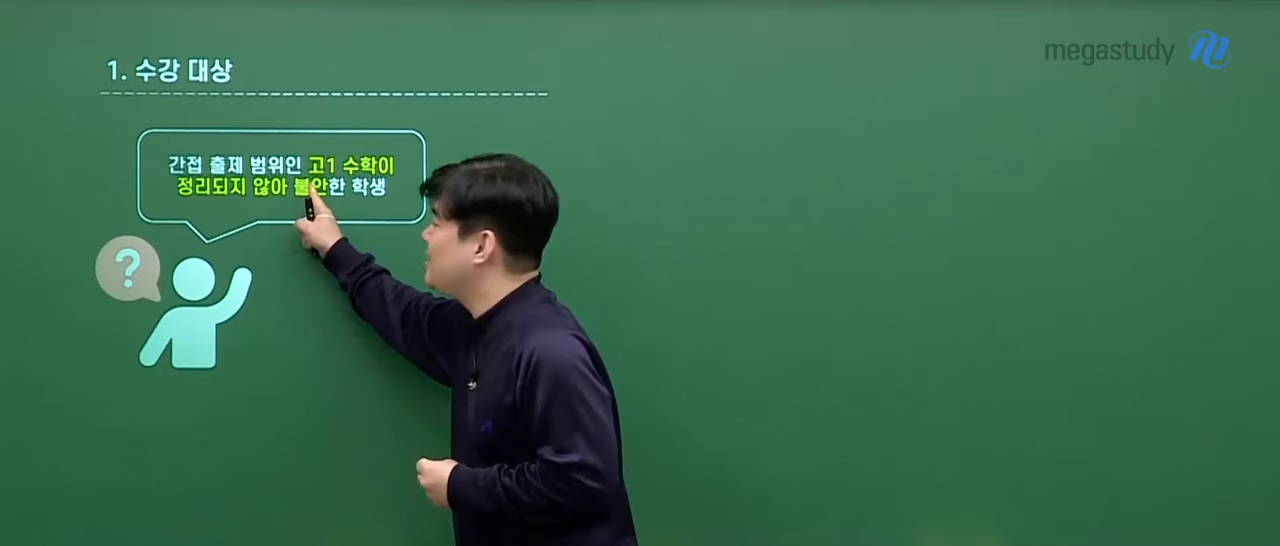 megastudy
1. 수강 대상
간접 출제 범위인 고1 수학이
정리되지 않아 불안한 학생
?